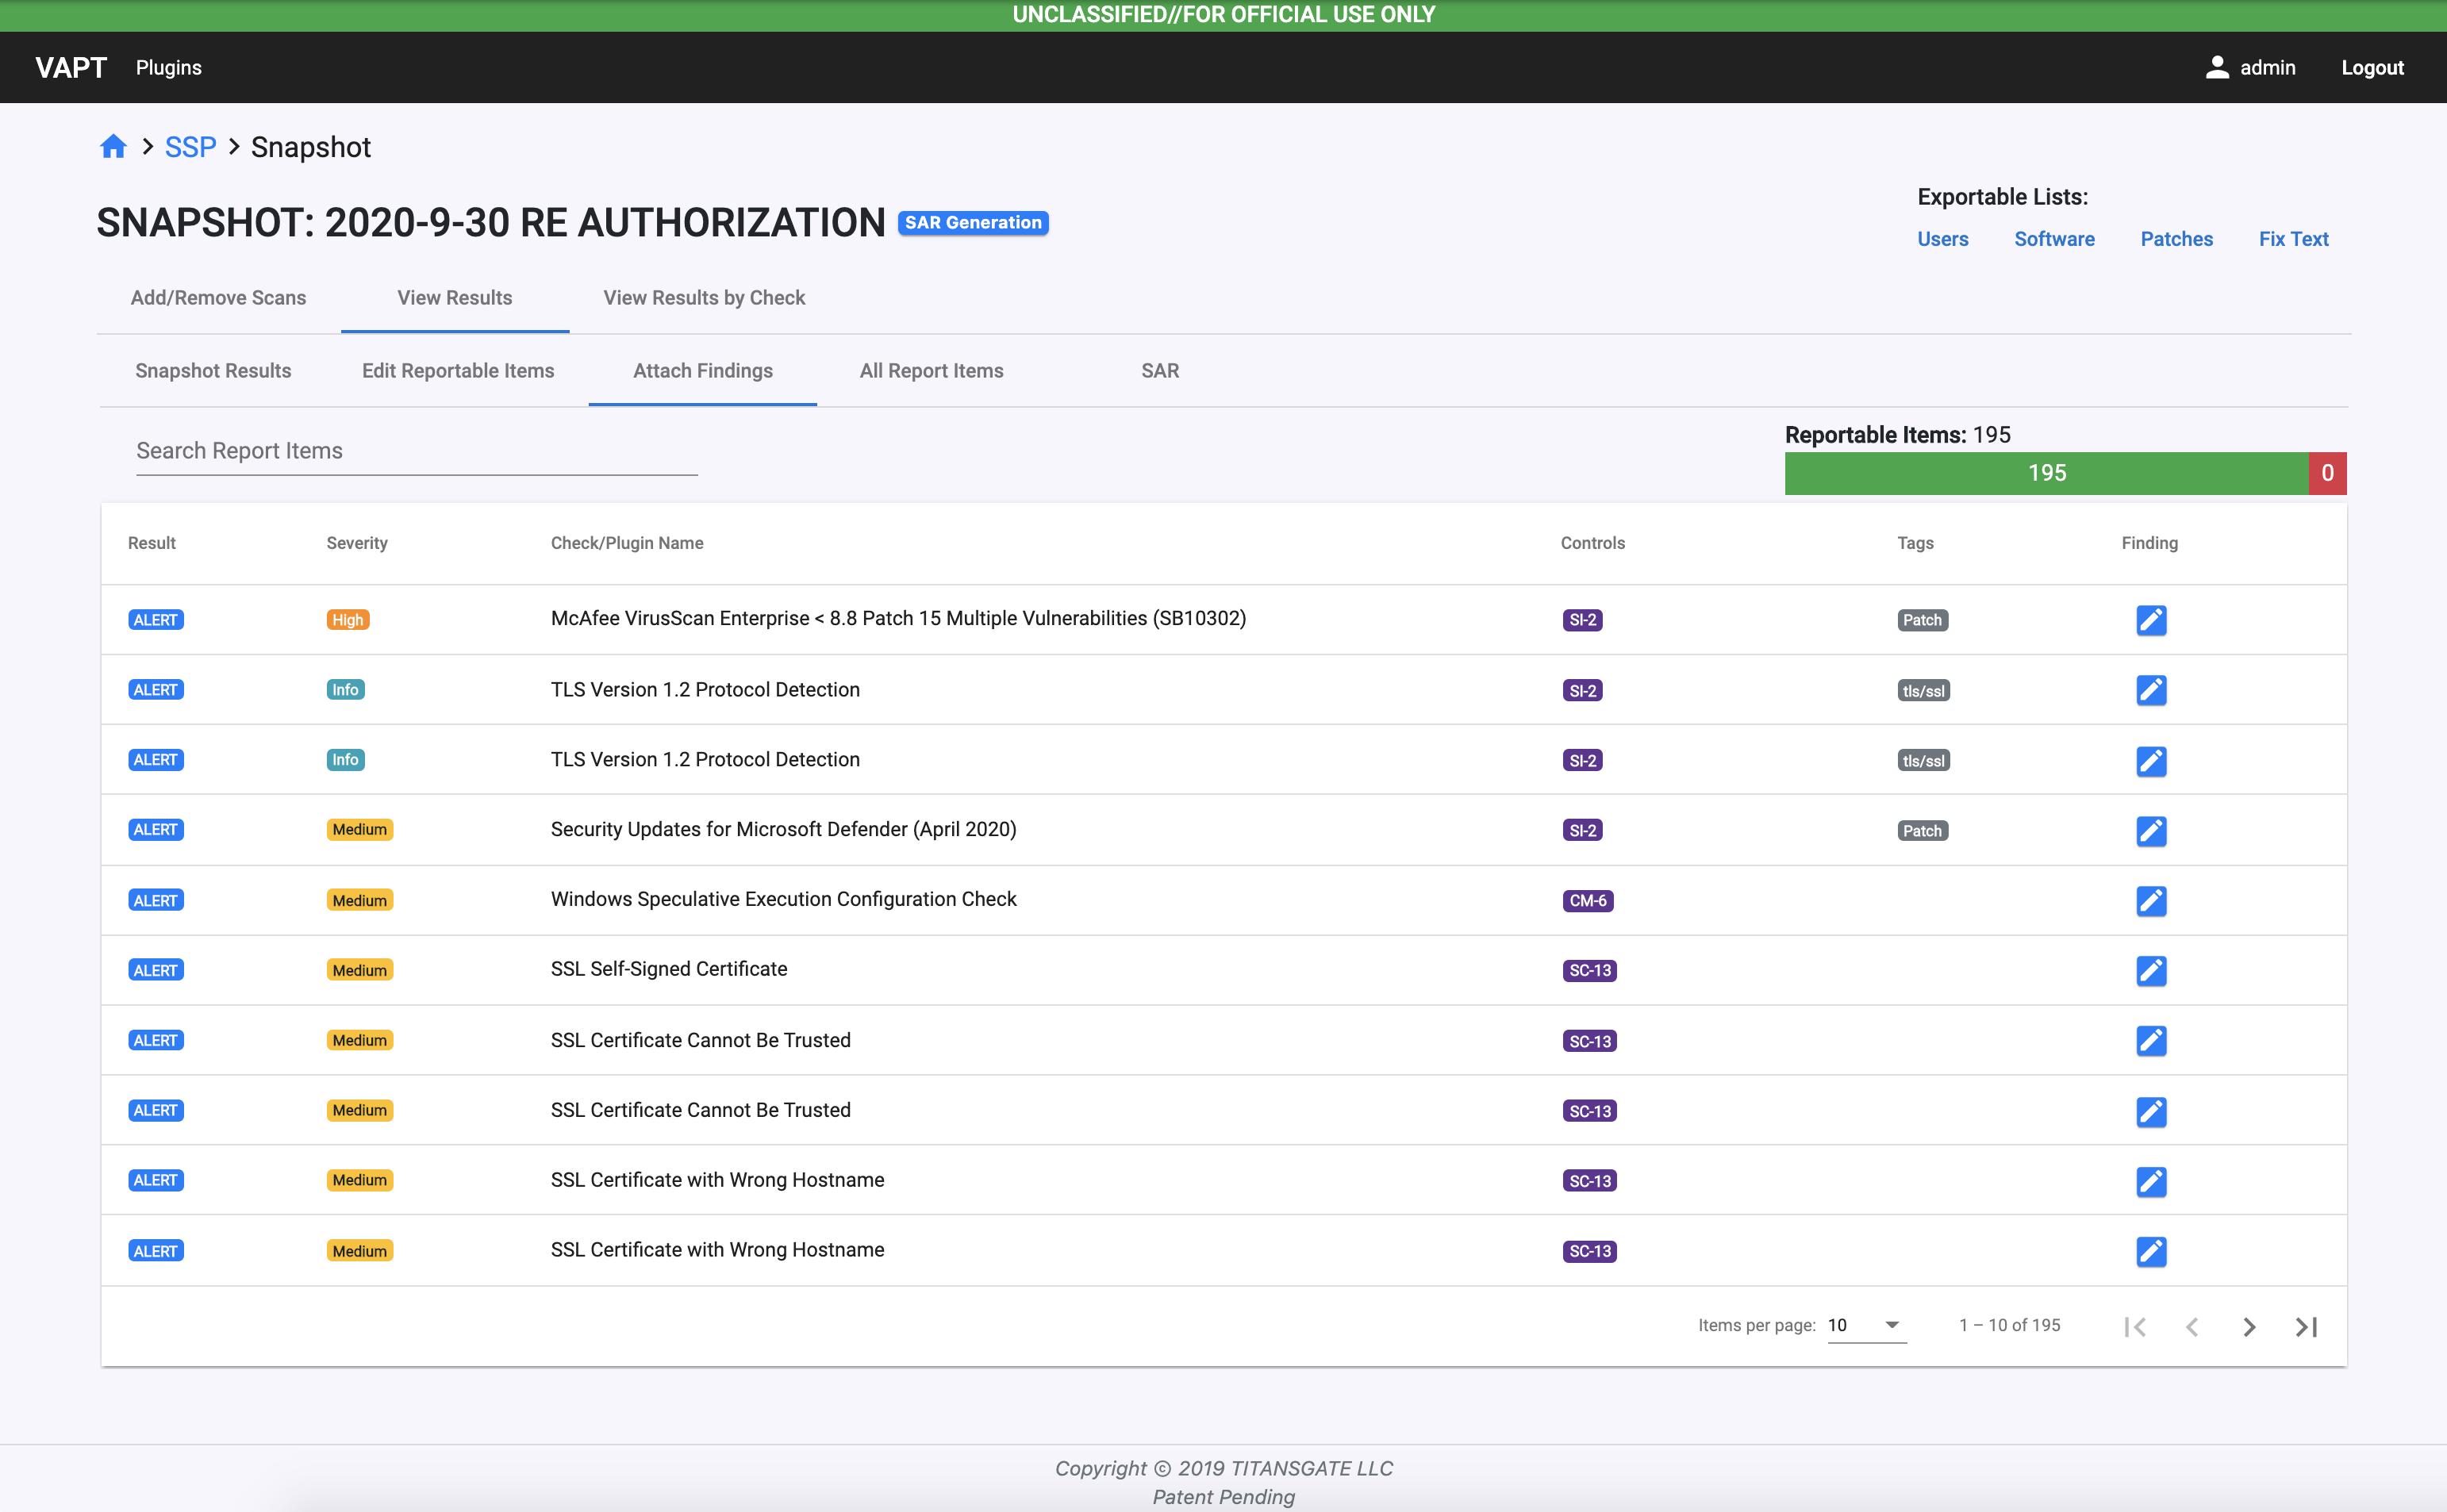 UNCLASSIFIED//FOR OFFICIAL USE ONLY
VAPT Plugins admin Logout
SSP Snapshot
SNAPSHOT: 2020-9-30 RE AUTHORIZATION SAR Generation
Exportable Lists:
Users Software Patches Fix Text
Add/Remove Scans View Results View Results by Check
Snapshot Results Edit Reportable Items Attach Findings All Report Items SAR
Search Report Items
Reportable Items: 195
195 0
Result Severity Check/Plugin Name Controls Tags Finding
ALERT High McAfee VirusScan Enterprise < 8.8 Patch 15 Multiple Vulnerabilities (SB10302) SI-2 Patch
ALERT Info TLS Version 1.2 Protocol Detection SI-2 tls/ssl
ALERT Info TLS Version 1.2 Protocol Detection SI-2 tls/ssl
ALERT Medium Security Updates for Microsoft Defender (April 2020) SI-2 Patch
ALERT Medium Windows Speculative Execution Configuration Check CM-6
ALERT Medium SSL Self-Signed Certificate SC-13
ALERT Medium SSL Certificate Cannot Be Trusted SC-13
ALERT Medium SSL Certificate Cannot Be Trusted SC-13
ALERT Medium SSL Certificate with Wrong Hostname SC-13
ALERT Medium SSL Certificate with Wrong Hostname SC-13
Items per page: 10 1 – 10 of 195
Copyright © 2019 TITANSGATE LLC
Patent Pending